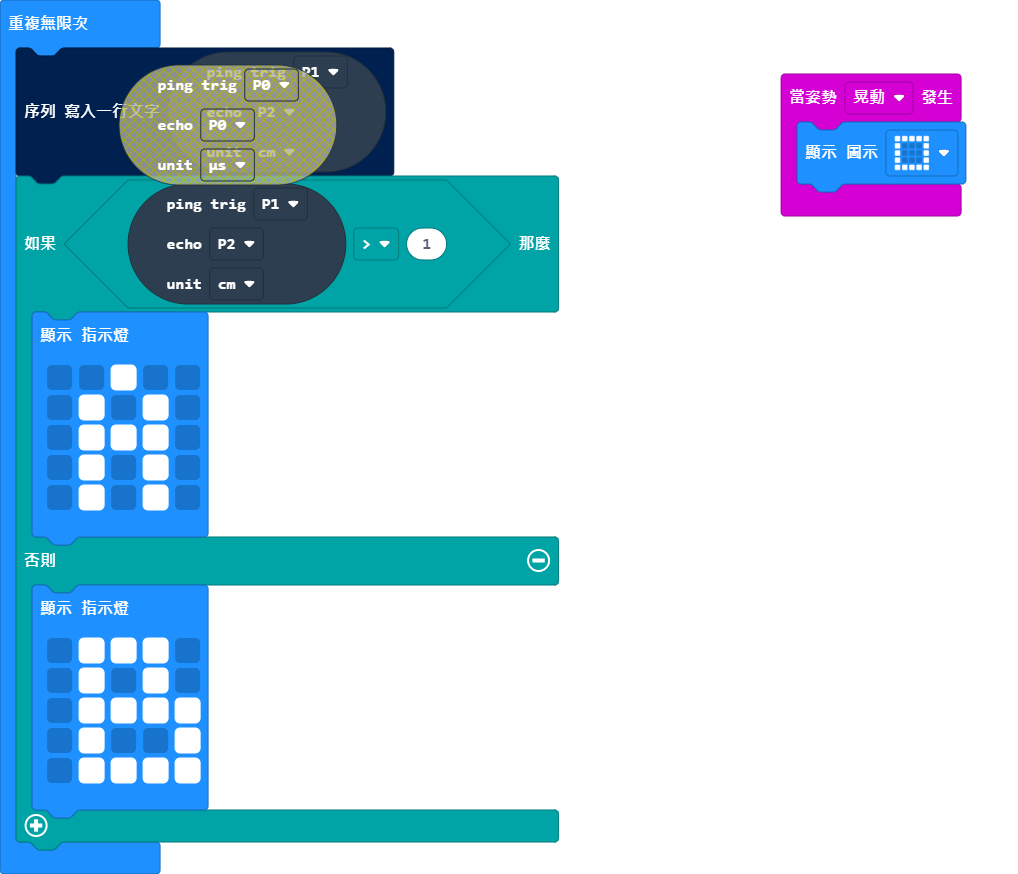 重複無限次
序列 寫入一行文字
ping trig P1
echo P2
unit cm
ping trig P0
echo P0
unit µs
如果
ping trig P1
echo P2
unit cm
> 1
那麼
顯示 指示燈
否則
顯示 指示燈
當姿勢 晃動 發生
顯示 圖示